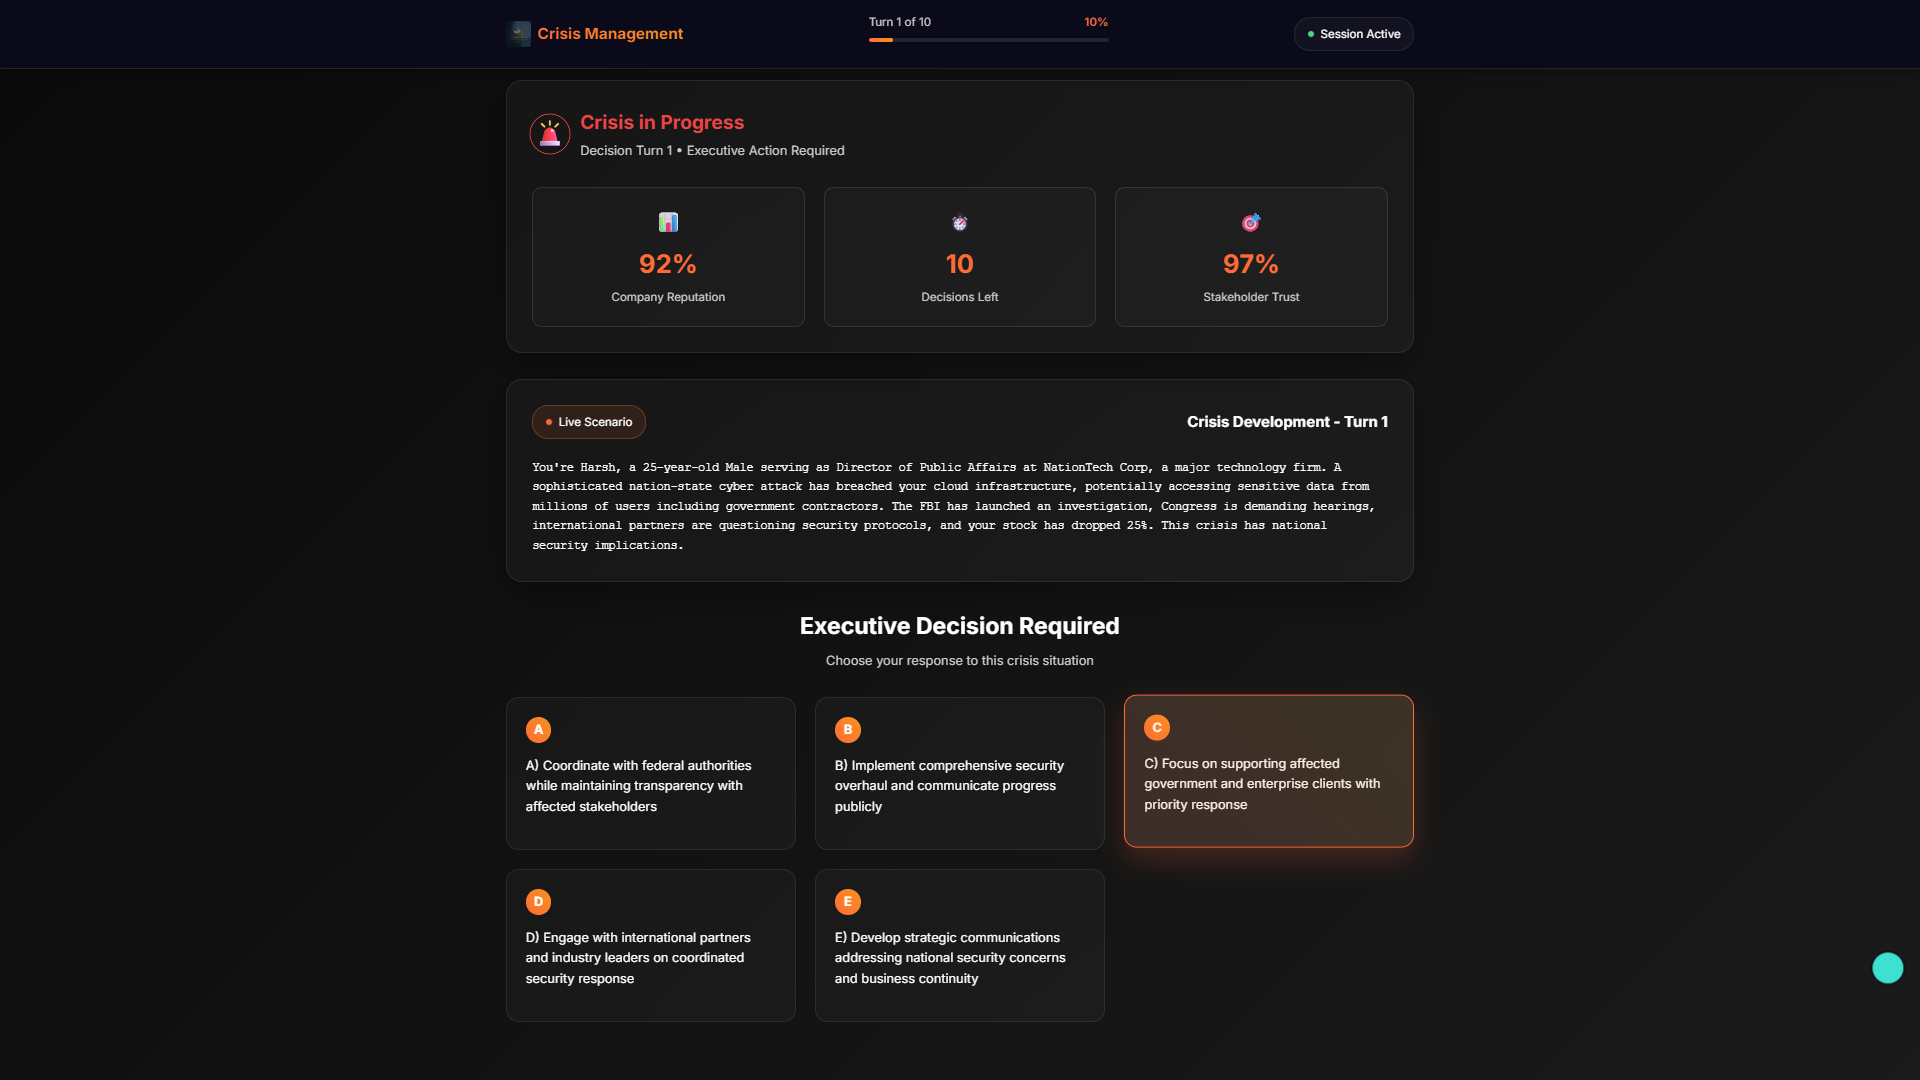 Crisis Management
Turn 1 of 10
10%
Session Active
Crisis in Progress
Decision Turn 1 • Executive Action Required
92%
Company Reputation
10
Decisions Left
97%
Stakeholder Trust
Live Scenario
Crisis Development - Turn 1
You're Harsh, a 25-year-old Male serving as Director of Public Affairs at NationTech Corp, a major technology firm. A
sophisticated nation-state cyber attack has breached your cloud infrastructure, potentially accessing sensitive data from
millions of users including government contractors. The FBI has launched an investigation, Congress is demanding hearings,
international partners are questioning security protocols, and your stock has dropped 25%. This crisis has national
security implications.
Executive Decision Required
Choose your response to this crisis situation
A
A) Coordinate with federal authorities
while maintaining transparency with
affected stakeholders
B
B) Implement comprehensive security
overhaul and communicate progress
publicly
C
C) Focus on supporting affected
government and enterprise clients with
priority response
D
D) Engage with international partners
and industry leaders on coordinated
security response
E
E) Develop strategic communications
addressing national security concerns
and business continuity